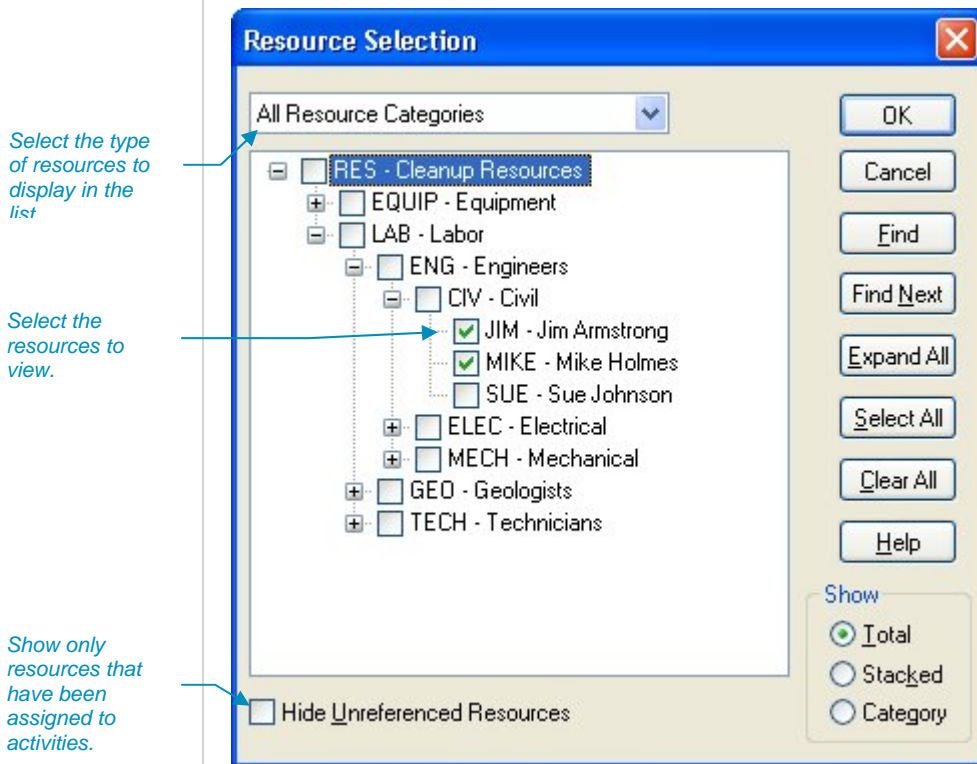 Resource Selection
All Resource Categories
OK
Select the type
of resources to
display in the
list
RES - Cleanup Resources
Cancel
EQUIP - Equipment
LAB - Labor
Find
ENG - Engineers
CIV - Civil
Find Next
Select the
resources to
view.
JIM - Jim Armstrong
MIKE - Mike Holmes
Expand All
SUE - Sue Johnson
ELEC - Electrical
Select All
MECH - Mechanical
GEO - Geologists
Clear All
TECH - Technicians
Help
Show
Total
Stacked
Category
Show only
resources that
have been
assigned to
activities.
Hide Unreferenced Resources